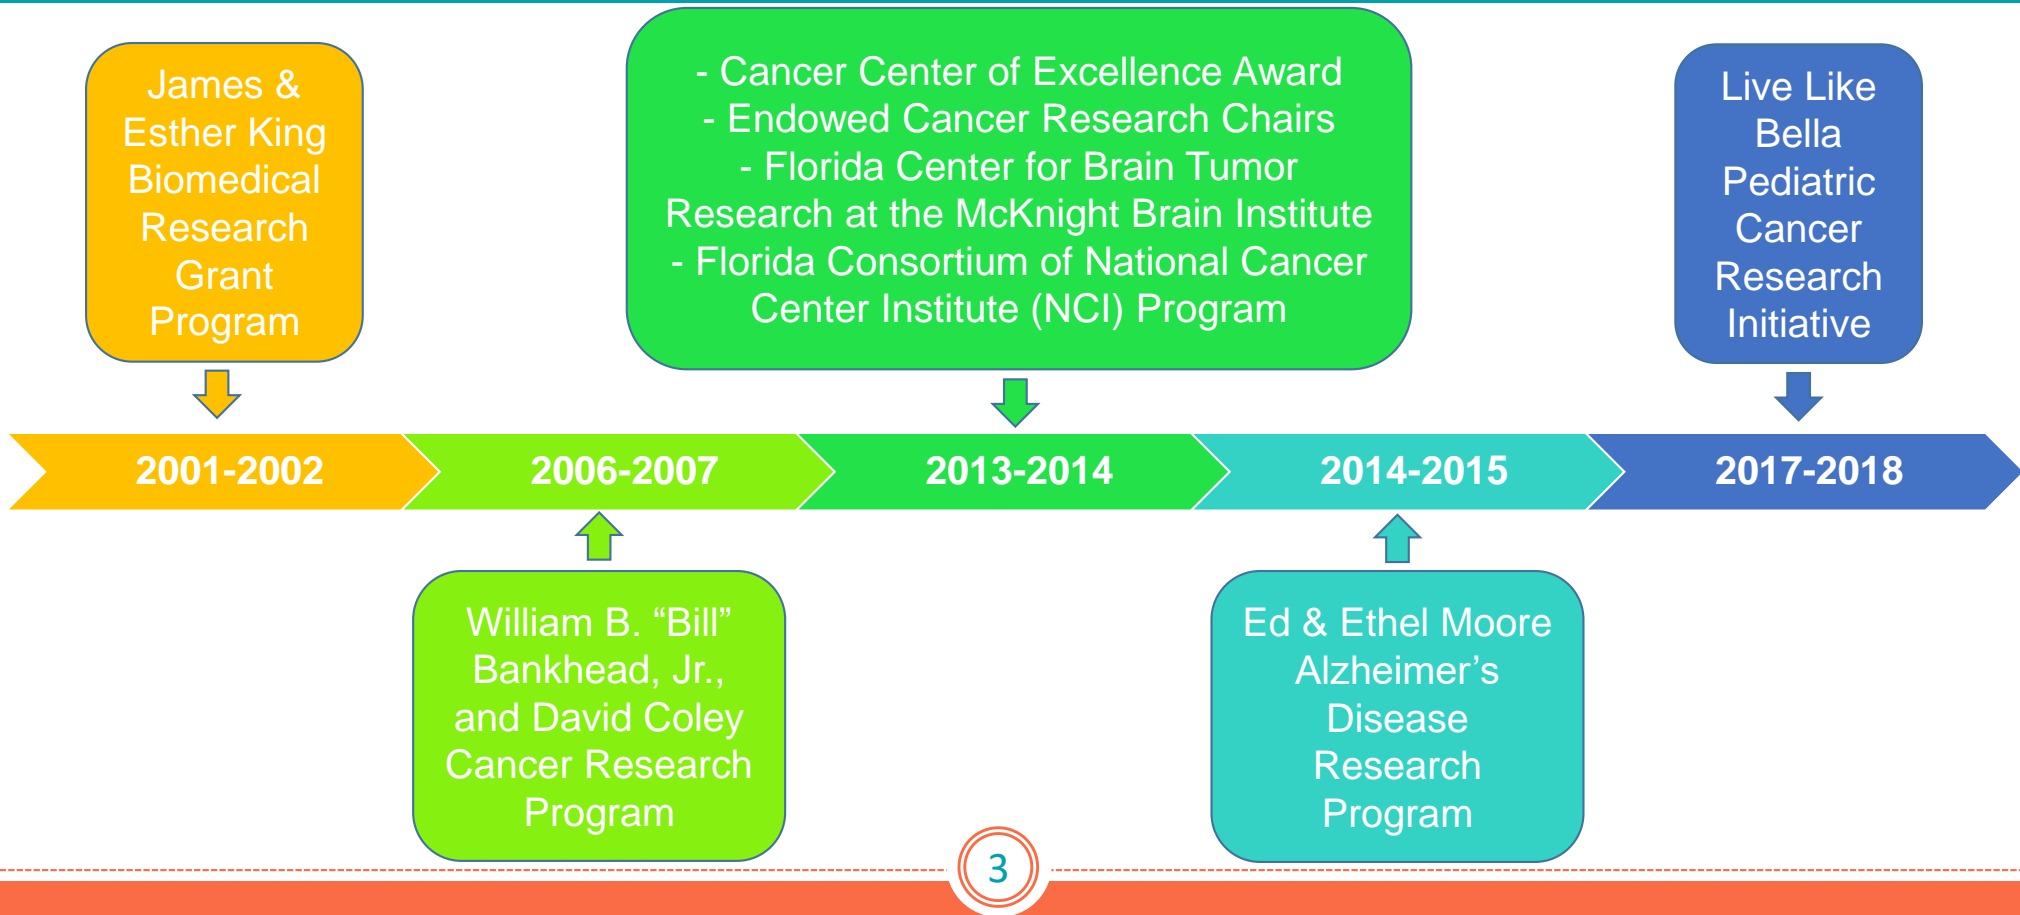 James &
Esther King
Biomedical
Research
Grant
Program
- Cancer Center of Excellence Award
- Endowed Cancer Research Chairs
- Florida Center for Brain Tumor
Research at the McKnight Brain Institute
- Florida Consortium of National Cancer
Center Institute (NCI) Program
Live Like
Bella
Pediatric
Cancer
Research
Initiative
2001-2002
2006-2007
2013-2014
2014-2015
2017-2018
William B. “Bill”
Bankhead, Jr.,
and David Coley
Cancer Research
Program
Ed & Ethel Moore
Alzheimer’s
Disease
Research
Program
3